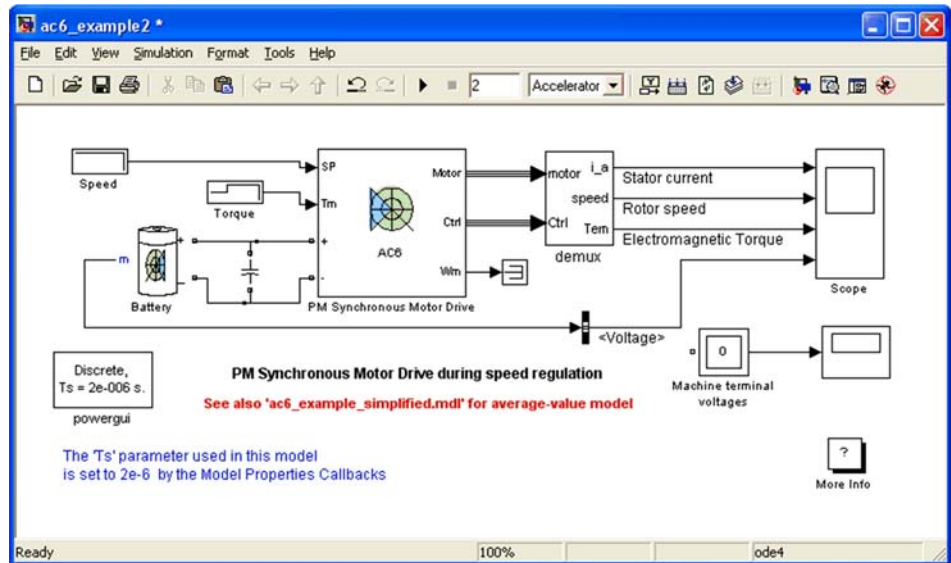 ac6_example2 *
File Edit View Simulation Format Tools Help
2 Accelerator
Speed
Torque
SP
Tm
+
-
Motor
Ctrl
Wm
AC6
PM Synchronous Motor Drive
motor
Ctrl
i_a
speed
Tem
demux
Stator current
Rotor speed
Electromagnetic Torque
Scope
m
+
-
Battery
<Voltage>
0
Machine terminal
voltages
Discrete,
Ts = 2e-006 s.
powergui
PM Synchronous Motor Drive during speed regulation
See also 'ac6_example_simplified.mdl' for average-value model
The 'Ts' parameter used in this model
is set to 2e-6 by the Model Properties Callbacks
?
More Info
Ready 100% ode4